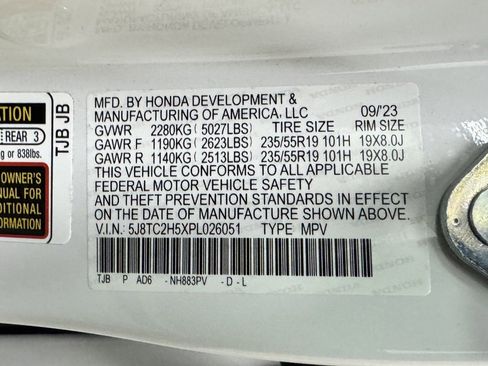 MFD. BY HONDA DEVELOPMENT &
MANUFACTURING OF AMERICA, LLC 09/23
GVWR 2280KG ( 5027LBS) TIRE SIZE RIM SIZE
GAWR F 1190KG ( 2623LBS) 235/55R19 101H 19X8.0J
GAWR R 1140KG ( 2513LBS) 235/55R19 101H 19X8.0J
THIS VEHICLE CONFORMS TO ALL APPLICABLE
FEDERAL MOTOR VEHICLE SAFETY
AND THEFT PREVENTION STANDARDS IN EFFECT
ON THE DATE OF MANUFACTURE SHOWN ABOVE.
V.I.N.: 5J8TC2H5XPL026051 TYPE MPV
TJB P AD6 -NH883PV -D-L
TJB JB
ATION
REAR 3
g or 838lbs.
OWNER'S
NUAL FOR
DITIONAL
ORMATION